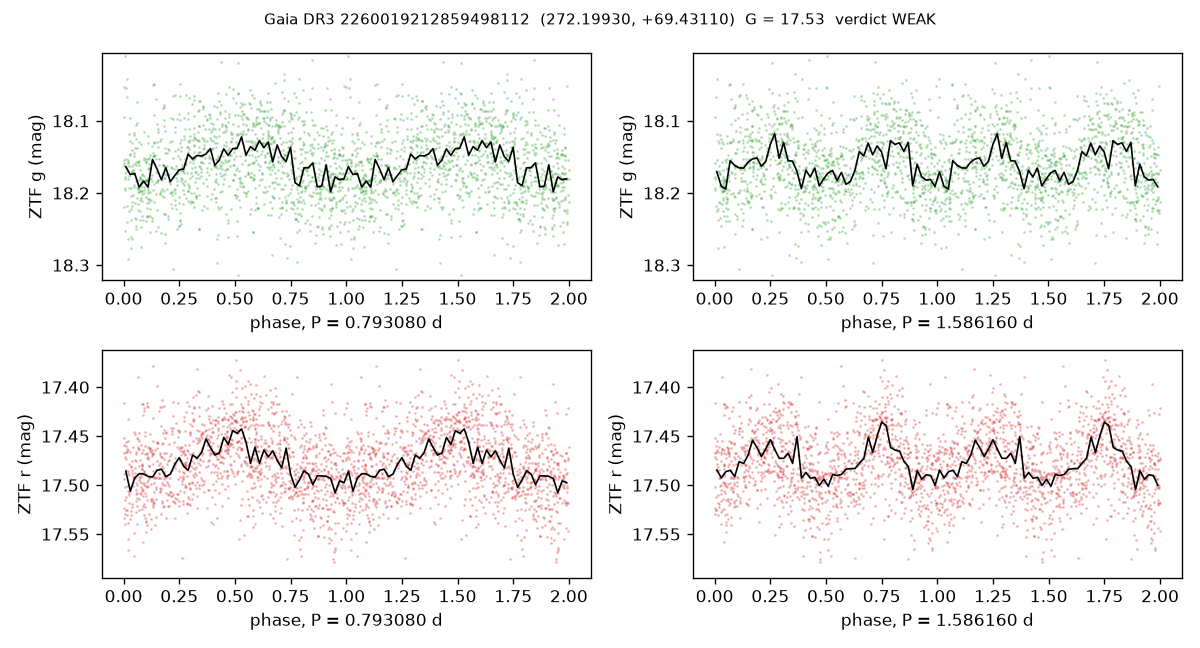 Gaia DR3 2260019212859498112 (272.19930, +69.43110) G = 17.53 verdict WEAK
ZTF g (mag)
18.1
18.2
18.3
0.00 0.25 0.50 0.75 1.00 1.25 1.50 1.75 2.00
phase, P = 0.793080 d
ZTF g (mag)
18.1
18.2
18.3
0.00 0.25 0.50 0.75 1.00 1.25 1.50 1.75 2.00
phase, P = 1.586160 d
ZTF r (mag)
17.40
17.45
17.50
17.55
0.00 0.25 0.50 0.75 1.00 1.25 1.50 1.75 2.00
phase, P = 0.793080 d
ZTF r (mag)
17.40
17.45
17.50
17.55
0.00 0.25 0.50 0.75 1.00 1.25 1.50 1.75 2.00
phase, P = 1.586160 d